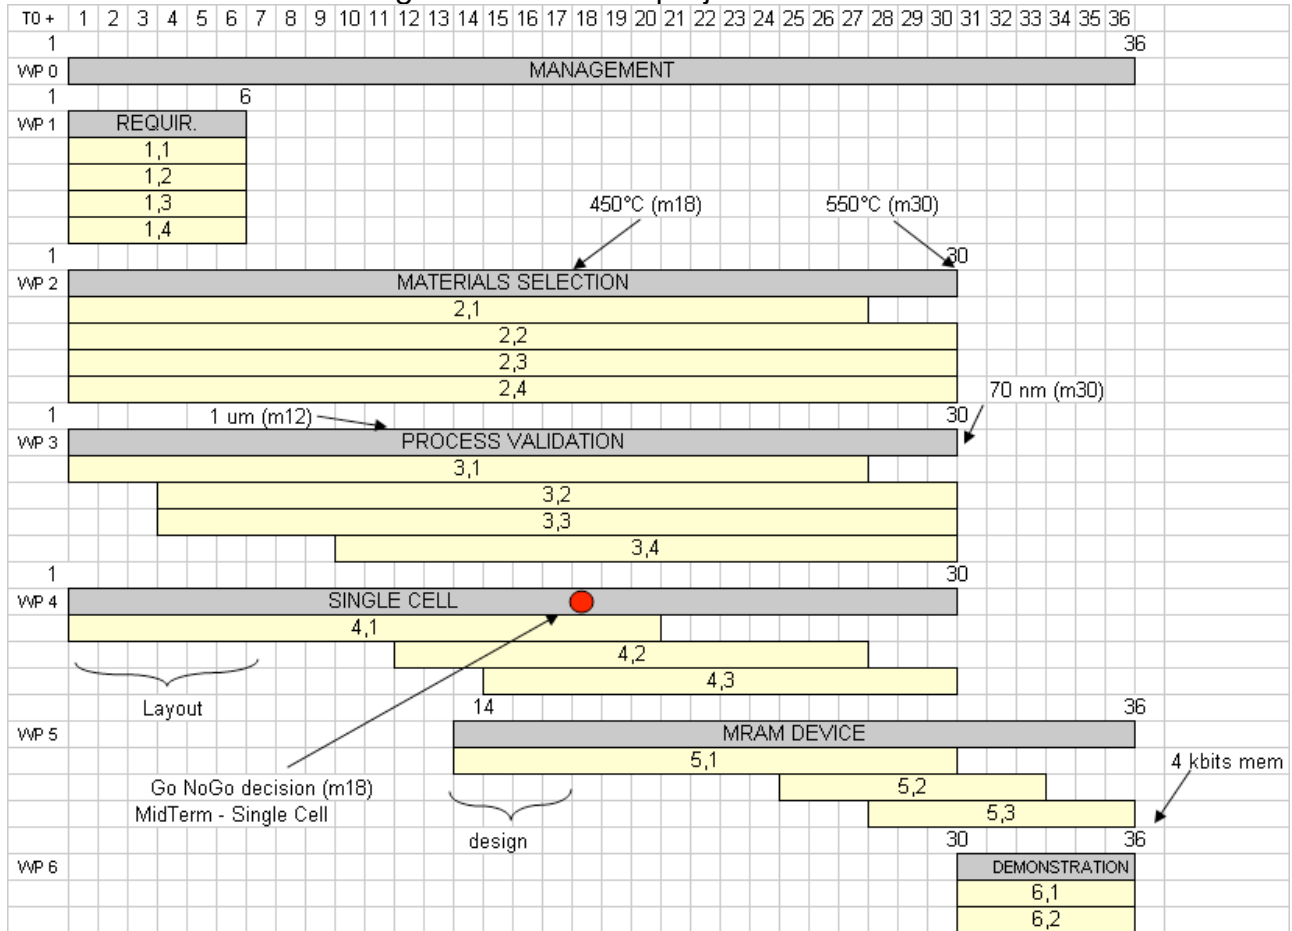 T0 + 1 2 3 4 5 6 7 8 9 10 11 12 13 14 15 16 17 18 19 20 21 22 23 24 25 26 27 28 29 30 31 32 33 34 35 36
1 36
WP 0 MANAGEMENT
1 6
WP 1 REQUIR.
1,1
1,2
1,3
450°C (m18) 550°C (m30)
1,4
1 30
WP 2 MATERIALS SELECTION
2,1
2,2
2,3
2,4
70 nm (m30)
1 1 um (m12) 30
WP 3 PROCESS VALIDATION
3,1
3,2
3,3
3,4
1 30
WP 4 SINGLE CELL
4,1
4,2
4,3
Layout 14 36
WP 5 MRAM DEVICE
5,1 4 kbits mem
Go NoGo decision (m18) 5,2
MidTerm - Single Cell 5,3
design 30 36
WP 6 DEMONSTRATION
6,1
6,2